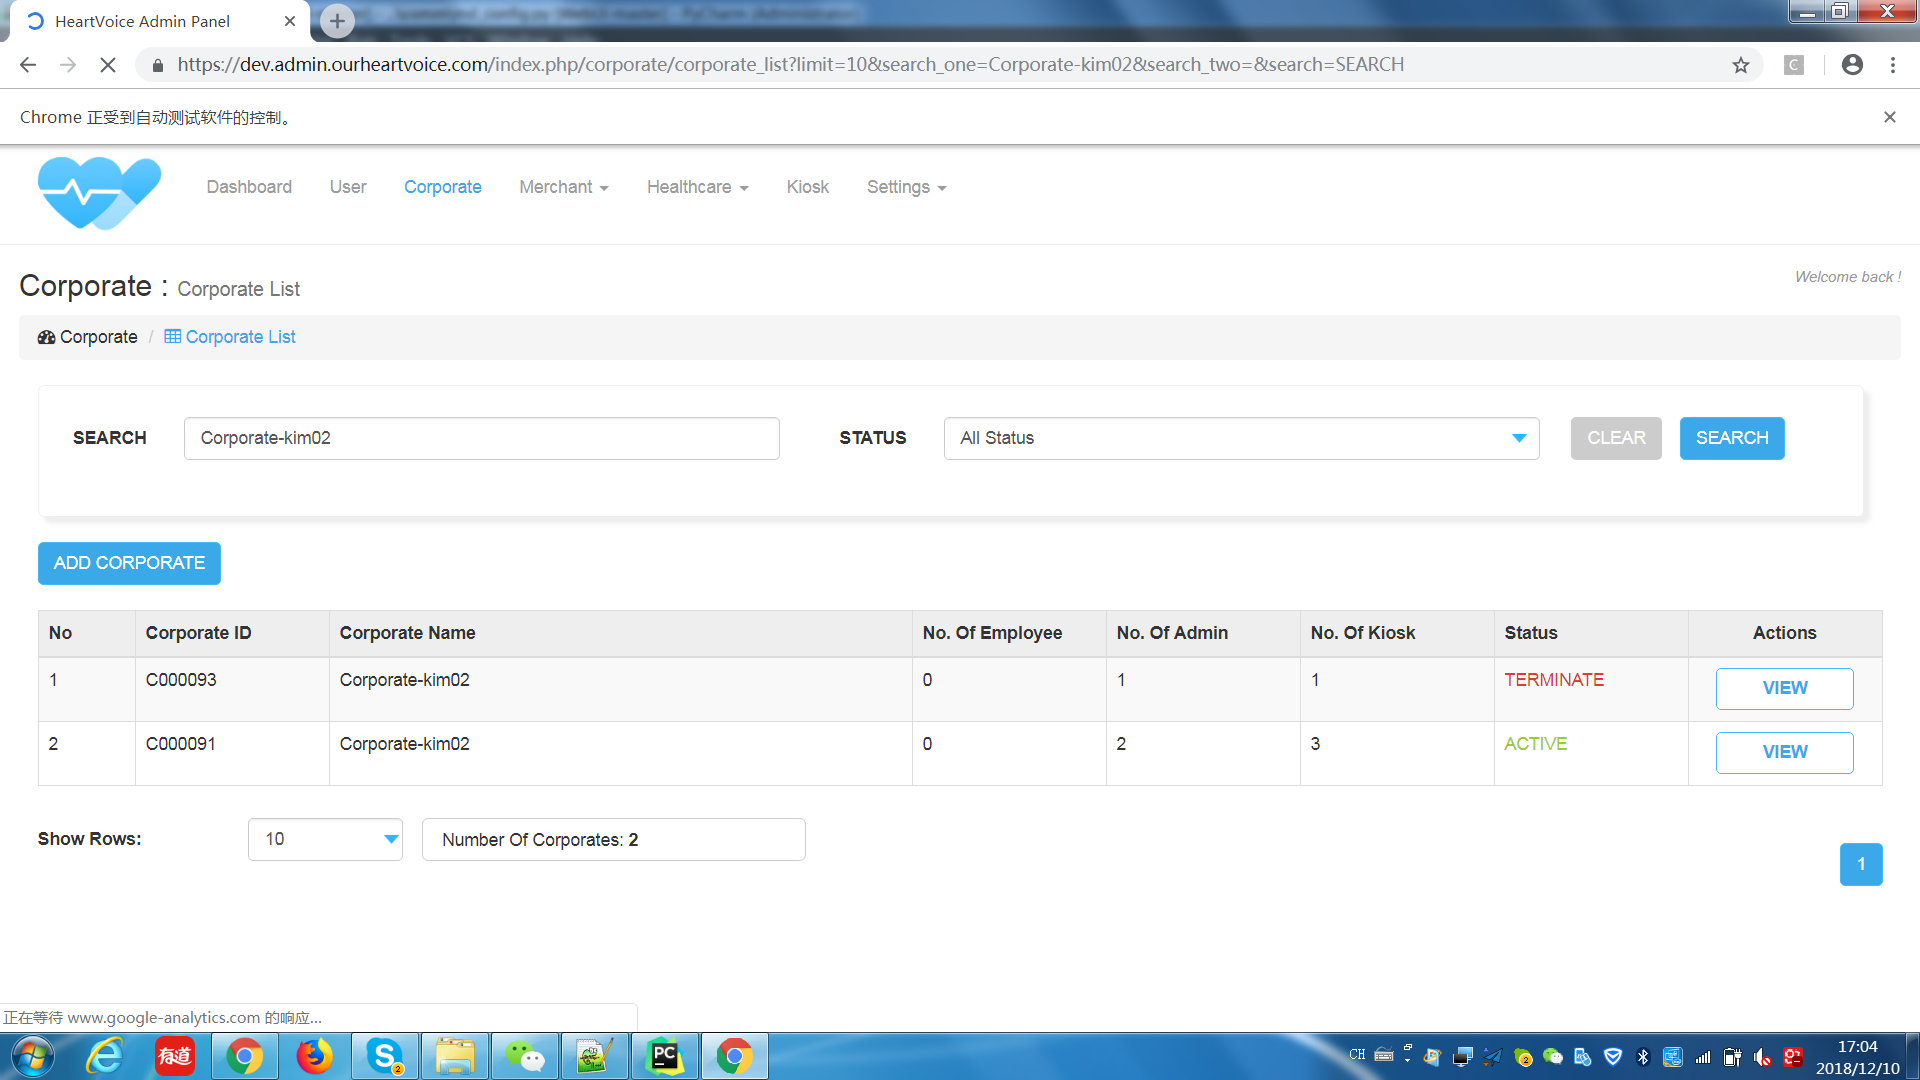 HeartVoice Admin Panel
https://dev.admin.ourheartvoice.com/index.php/corporate/corporate_list?limit=10&search_one=Corporate-kim02&search_two=&search=SEARCH
C
Chrome 正受到自动测试软件的控制。
Dashboard User Corporate Merchant Healthcare Kiosk Settings
Corporate : Corporate List
Welcome back !
Corporate / Corporate List
SEARCH Corporate-kim02 STATUS All Status CLEAR SEARCH
ADD CORPORATE
No Corporate ID Corporate Name No. Of Employee No. Of Admin No. Of Kiosk Status Actions
1 C000093 Corporate-kim02 0 1 1 TERMINATE VIEW
2 C000091 Corporate-kim02 0 2 3 ACTIVE VIEW
Show Rows: 10 Number Of Corporates: 2
1
正在等待 www.google-analytics.com 的响应...
有道
S
2
PC
CH
2
17:04
2018/12/10